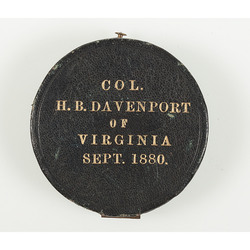 COL.
H. B. DAVENPORT
OF
VIRGINIA
SEPT. 1880.